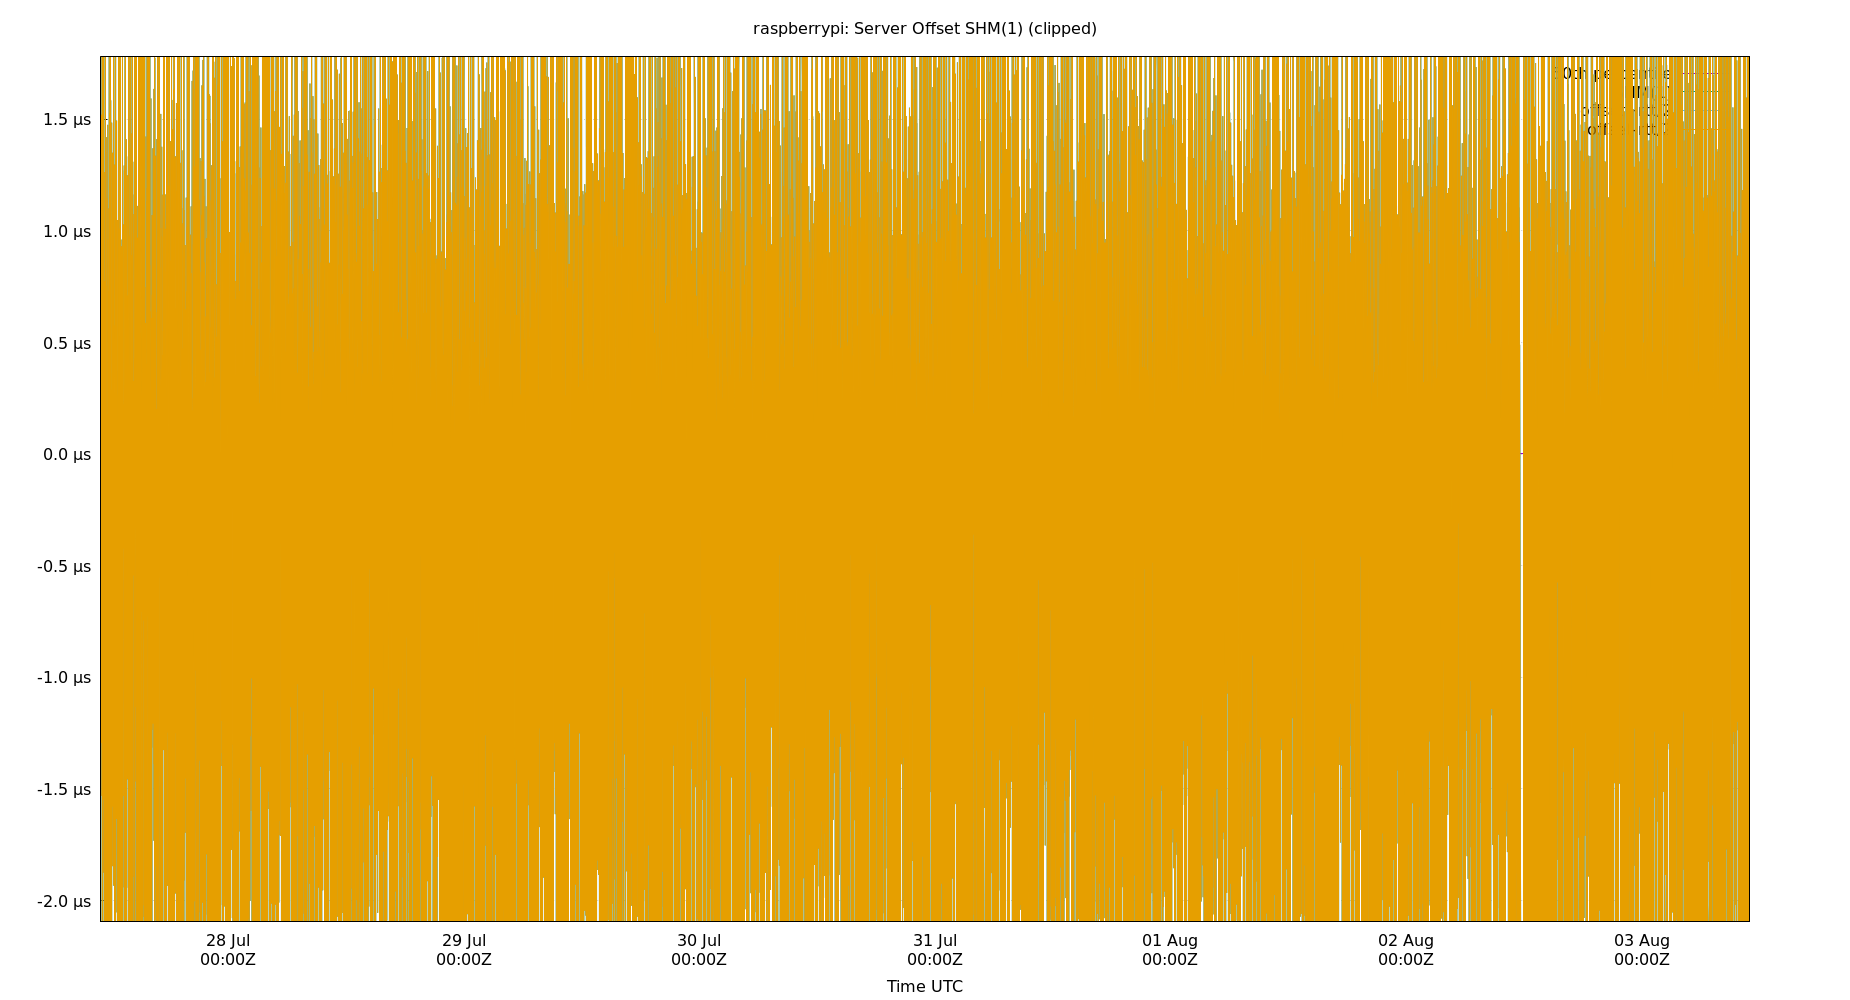 raspberrypi: Server Offset SHM(1) (clipped)
1.5 µs
1.0 µs
0.5 µs
0.0 µs
-0.5 µs
-1.0 µs
-1.5 µs
-2.0 µs
28 Jul
00:00Z
29 Jul
00:00Z
30 Jul
00:00Z
31 Jul
00:00Z
01 Aug
00:00Z
02 Aug
00:00Z
03 Aug
00:00Z
Time UTC